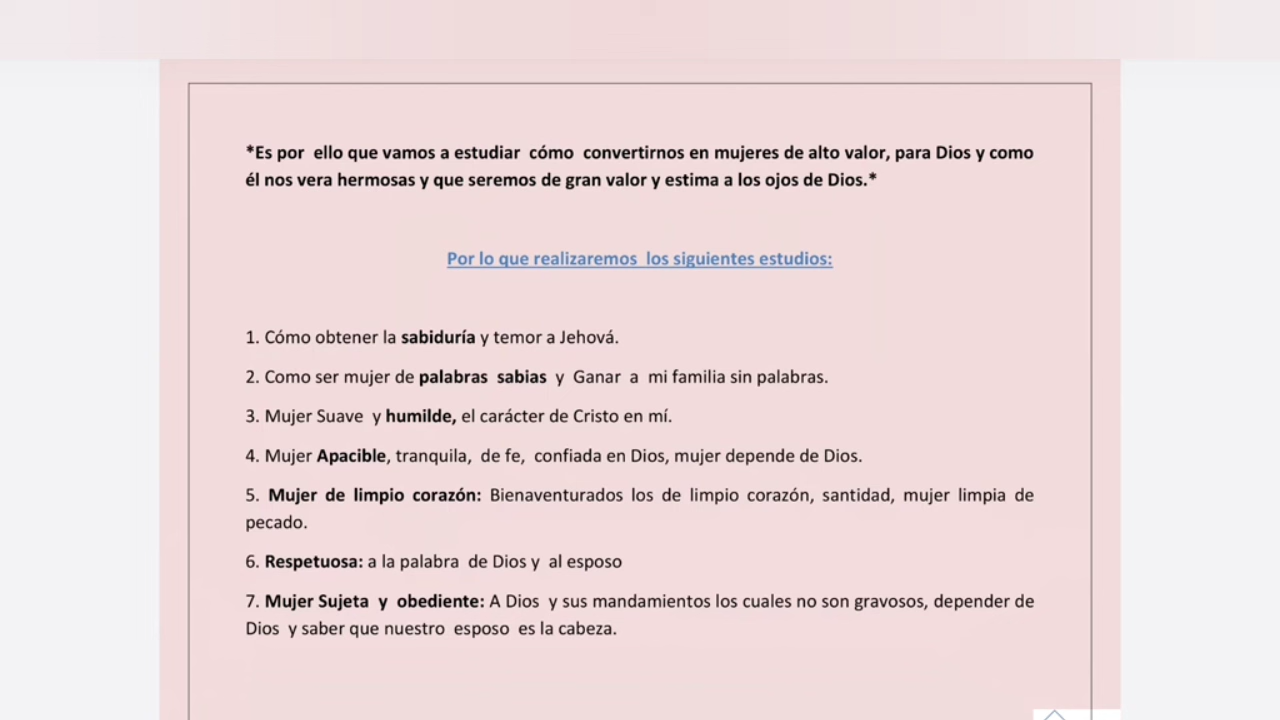 *Es por ello que vamos a estudiar cómo convertirnos en mujeres de alto valor, para Dios y como
él nos vera hermosas y que seremos de gran valor y estima a los ojos de Dios.*
Por lo que realizaremos los siguientes estudios:
1. Cómo obtener la sabiduría y temor a Jehová.
2. Como ser mujer de palabras sabias y Ganar a mi familia sin palabras.
3. Mujer Suave y humilde, el carácter de Cristo en mí.
4. Mujer Apacible, tranquila, de fe, confiada en Dios, mujer depende de Dios.
5. Mujer de limpio corazón: Bienaventurados los de limpio corazón, santidad, mujer limpia de
pecado.
6. Respetuosa: a la palabra de Dios y al esposo
7. Mujer Sujeta y obediente: A Dios y sus mandamientos los cuales no son gravosos, depender de
Dios y saber que nuestro esposo es la cabeza.